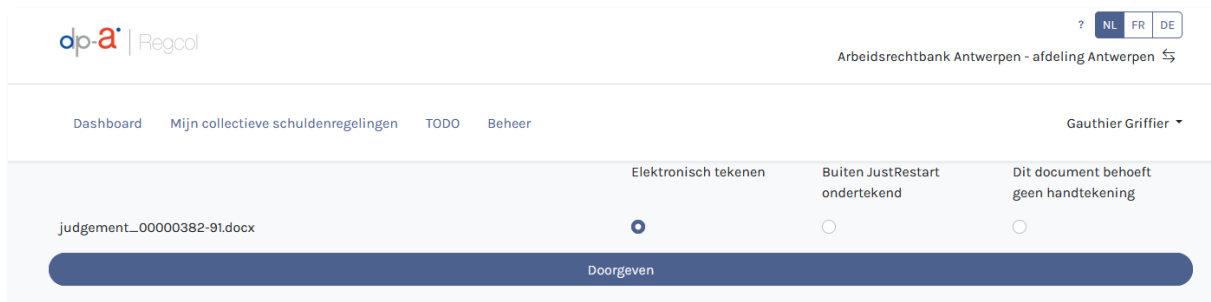 dp-a | Regcol
? NL FR DE
Arbeidsrechtbank Antwerpen - afdeling Antwerpen
Dashboard Mijn collectieve schuldenregelingen TODO Beheer Gauthier Griffier
Elektronisch tekenen
Buiten JustRestart
ondertekend
Dit document behoeft
geen handtekening
judgement_00000382-91.docx
Doorgeven